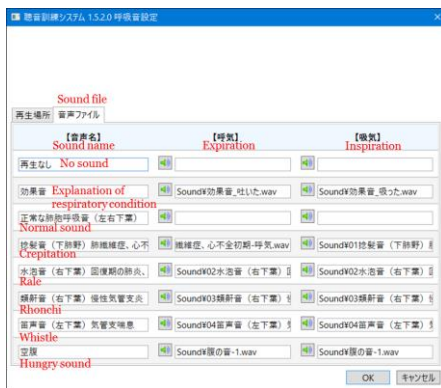 聴音訓練システム 1.5.2.0 呼吸音設定
Sound file
再生場所 音声ファイル
【音声名】 【呼気】 【吸気】
Sound name Expiration Inspiration
再生なし No sound
効果音 Explanation of respiratory condition Sound¥効果音_吐いた.wav Sound¥効果音_吸った.wav
正常な肺胞呼吸音（左右下葉）
Normal sound
捻髪音（下肺野）肺繊維症、心不 繊維症、心不全初期-呼気.wav Sound¥01捻髪音（下肺野）
Crepitation
水泡音（右下葉）回復期の肺炎、 Sound¥02水泡音（右下葉） Sound¥02水泡音（右下葉）
Rale
類鼾音（右下葉）慢性気管支炎 Sound¥03類鼾音（右下葉） Sound¥03類鼾音（右下葉）
Rhonchi
笛声音（左下葉）気管支喘息 Sound¥04笛声音（左下葉） Sound¥04笛声音（左下葉）
Whistle
空腹 Sound¥腹の音-1.wav Sound¥腹の音-1.wav
Hungry sound
OK キャンセル